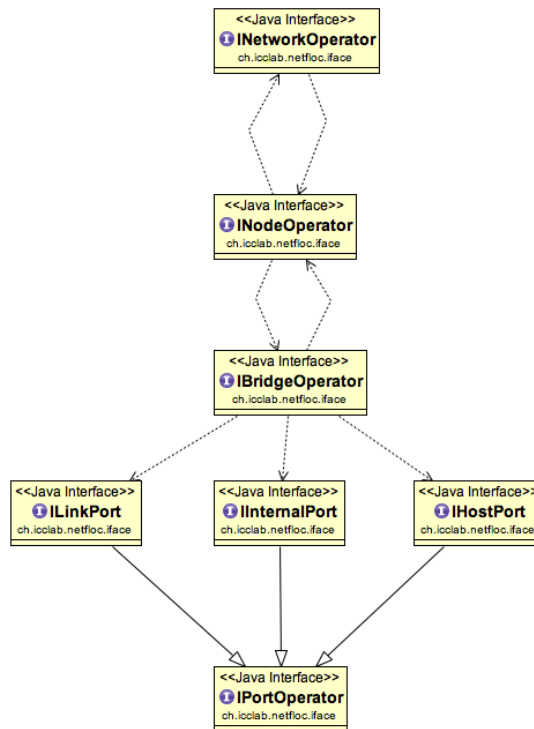 <<Java Interface>>
INetworkOperator
ch.icclab.netfloc.iface
<<Java Interface>>
INodeOperator
ch.icclab.netfloc.iface
<<Java Interface>>
IBridgeOperator
ch.icclab.netfloc.iface
<<Java Interface>>
ILinkPort
ch.icclab.netfloc.iface
<<Java Interface>>
IInternalPort
ch.icclab.netfloc.iface
<<Java Interface>>
IHostPort
ch.icclab.netfloc.iface
<<Java Interface>>
IPortOperator
ch.icclab.netfloc.iface